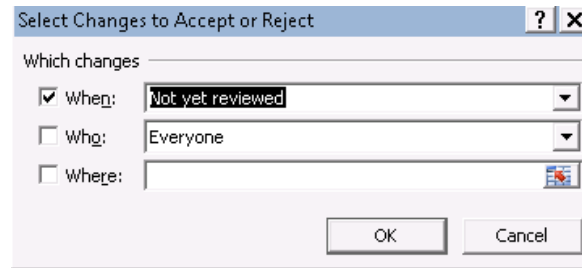 Select Changes to Accept or Reject ? X
Which changes
When: Not yet reviewed
Who: Everyone
Where:
OK Cancel